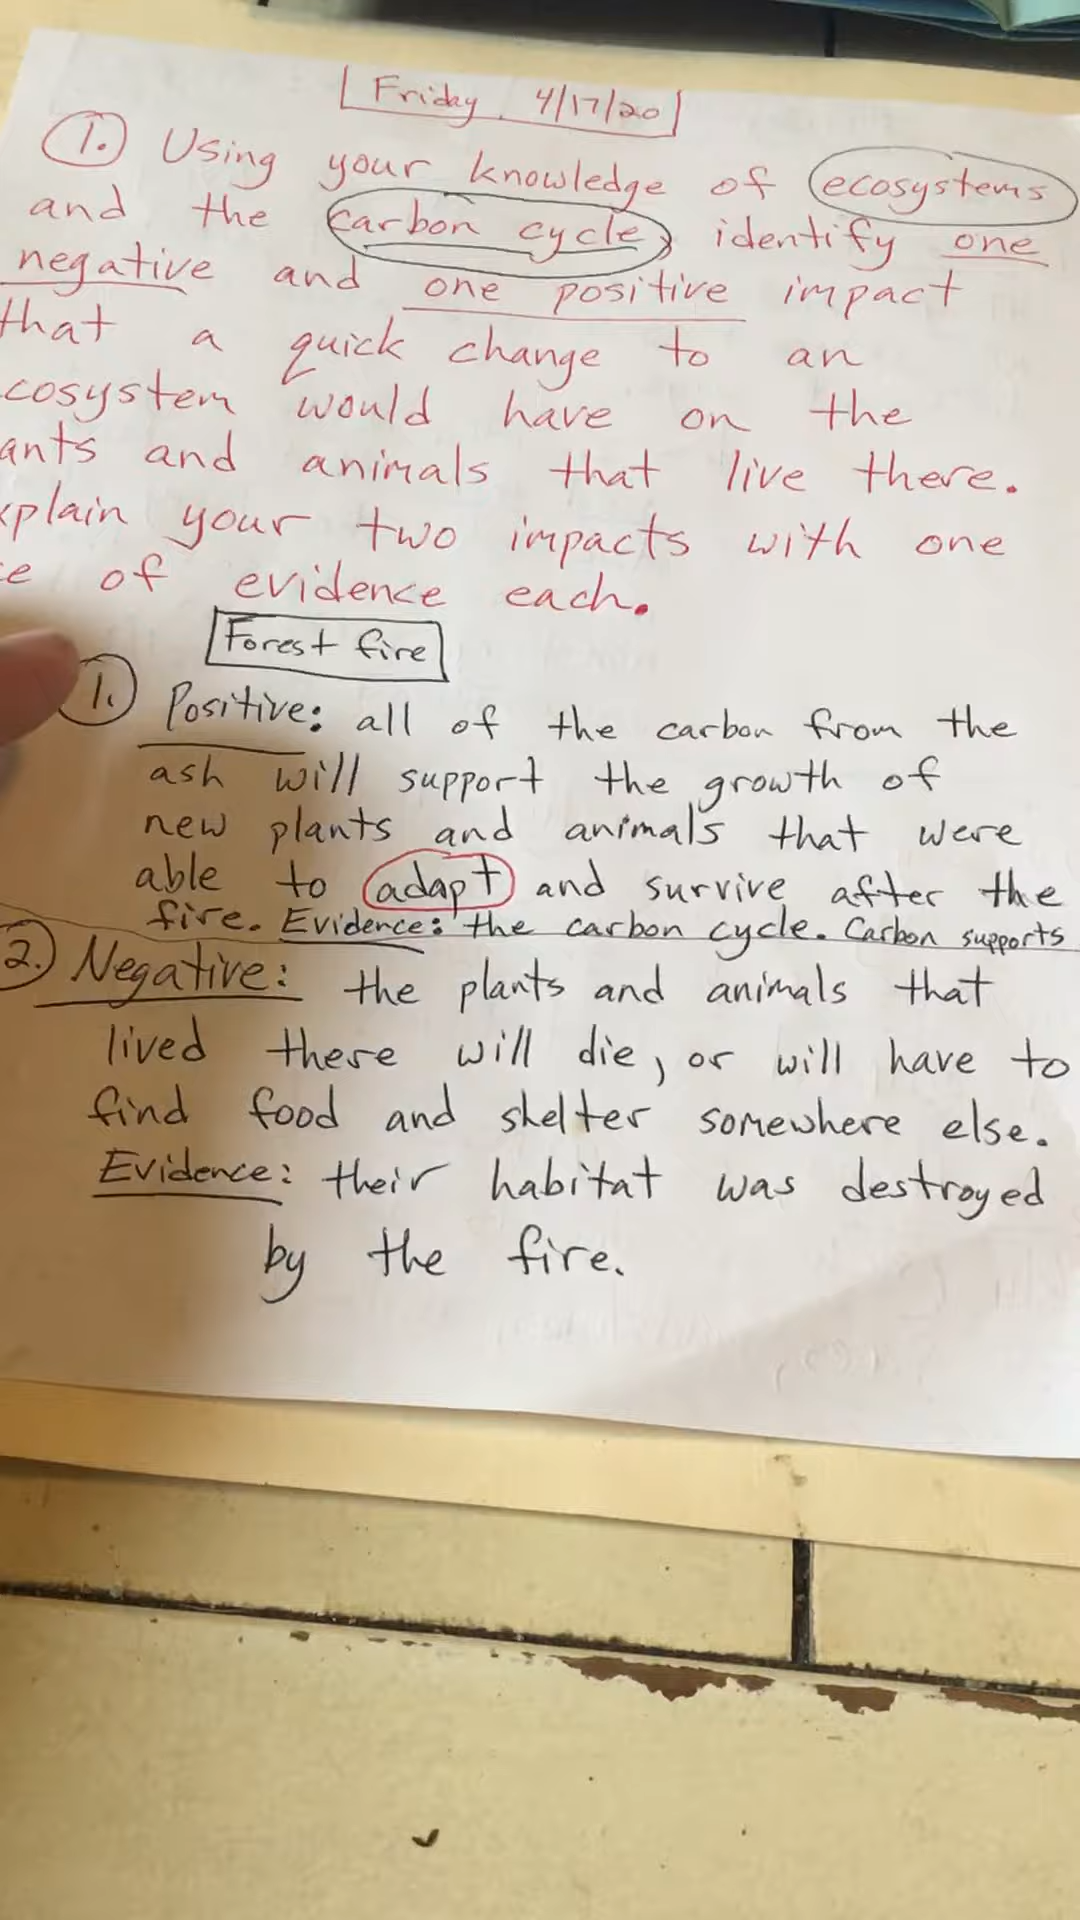 Friday 4/17/20
1. Using your knowledge of ecosystems
and the carbon cycle, identify one
negative and one positive impact
that a quick change to an
cosystem would have on the
ants and animals that live there.
xplain your two impacts with one
ce of evidence each.
Forest fire
1. Positive: all of the carbon from the
ash will support the growth of
new plants and animals that were
able to adapt and survive after the
fire. Evidence: the carbon cycle. Carbon supports
2. Negative: the plants and animals that
lived there will die, or will have to
find food and shelter somewhere else.
Evidence: their habitat was destroyed
by the fire.